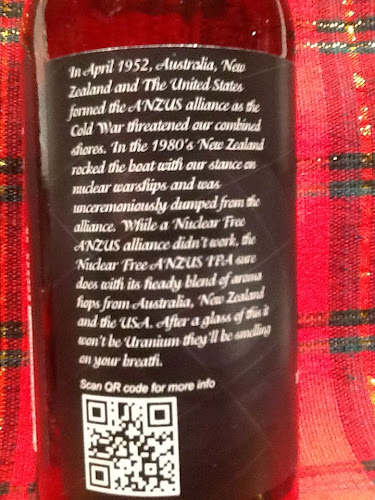 In April 1952, Australia, New
Zealand and The United States
formed the ANZUS alliance as the
Cold War threatened our combined
shores. In the 1980's New Zealand
rocked the boat with our stance on
nuclear warships and was
unceremoniously dumped from the
alliance. While a Nuclear Free
ANZUS alliance didn't work, the
Nuclear Free ANZUS IPA sure
does with its heady blend of aroma
hops from Australia, New Zealand
and the USA. After a glass of this it
won't be Uranium they'll be smelling
on your breath.
Scan QR code for more info